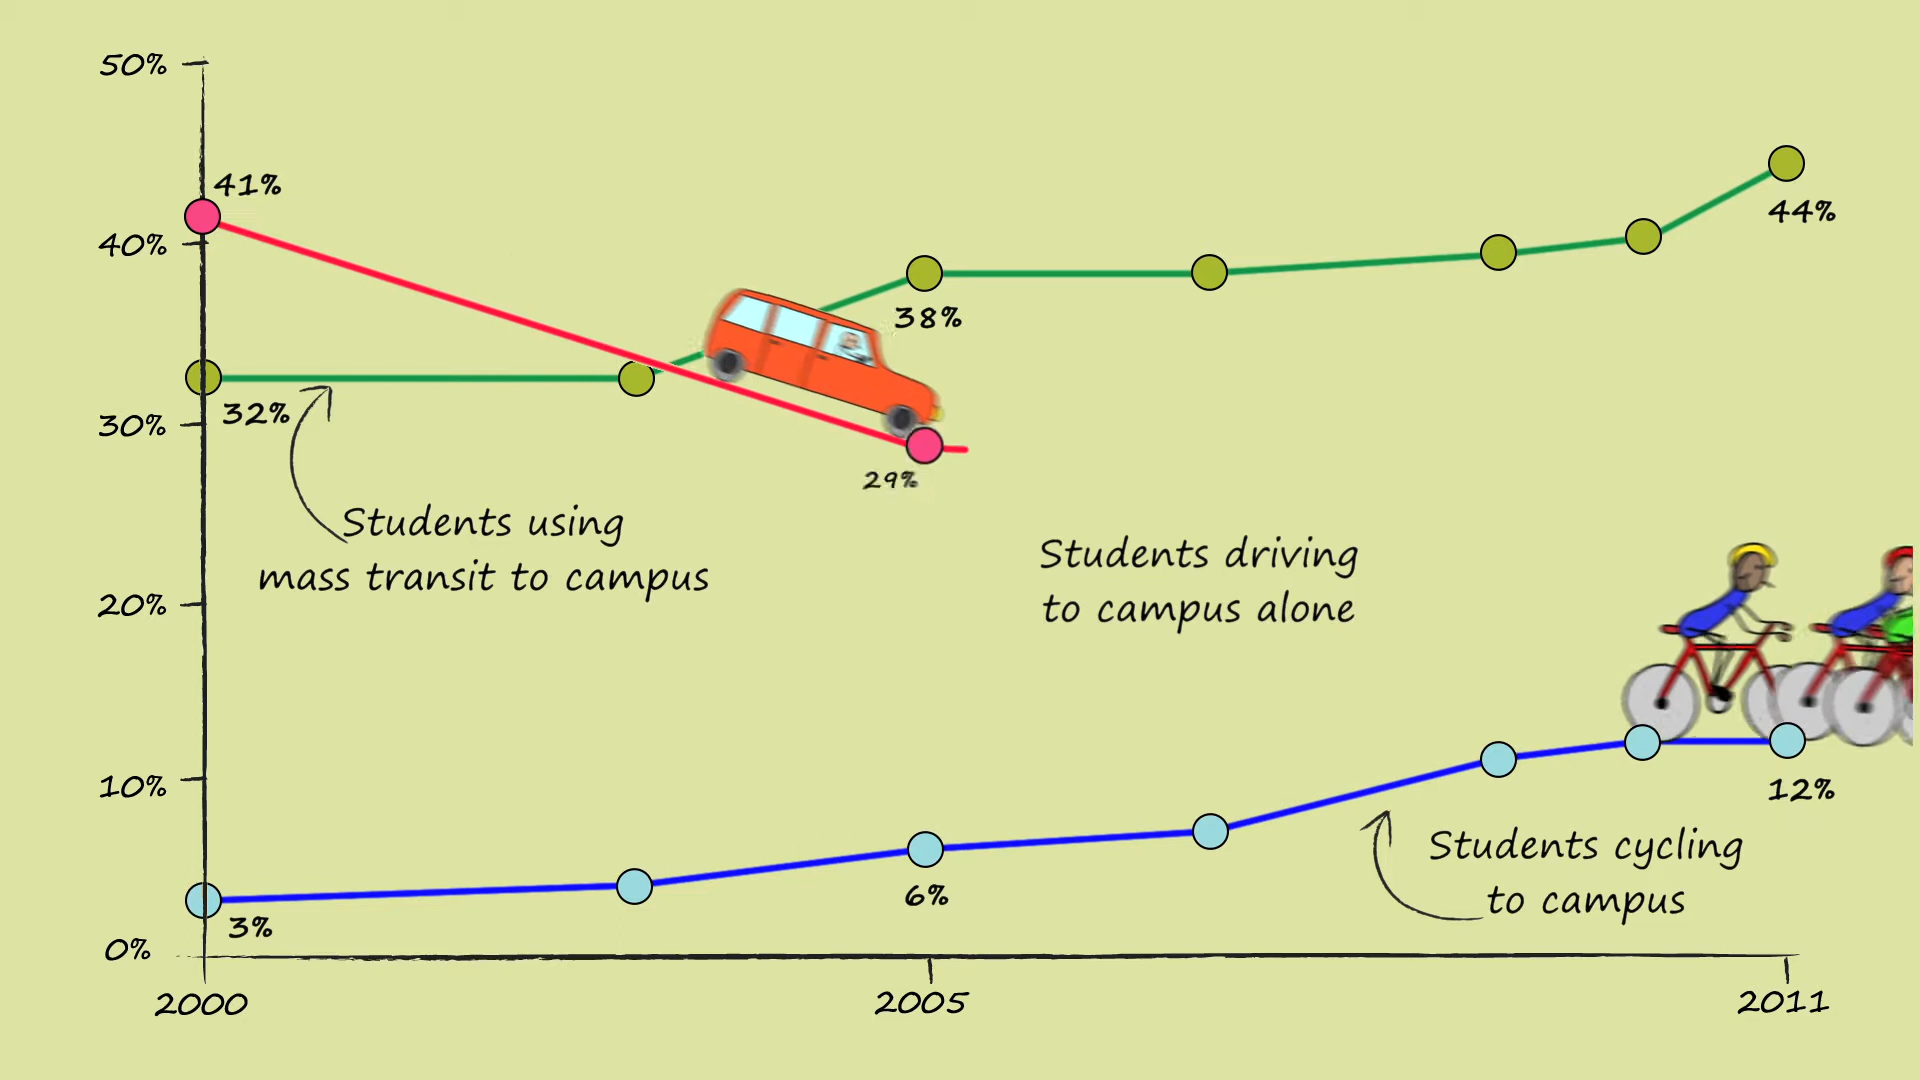 50%
41%
40%
44%
38%
32%
30%
29%
Students using
mass transit to campus
Students driving
to campus alone
20%
10%
12%
Students cycling
to campus
6%
3%
0%
2000
2005
2011